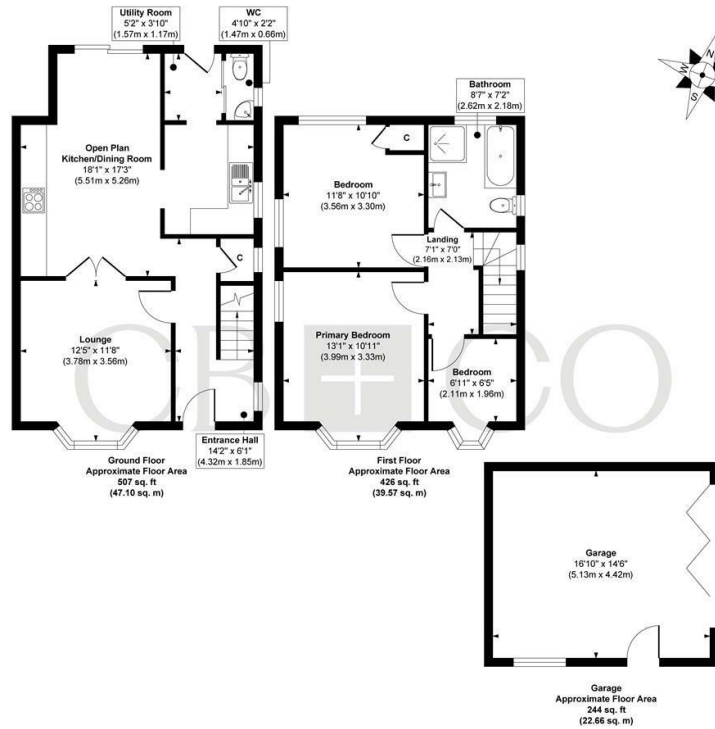 Utility Room
5'2" x 3'10"
(1.57m x 1.17m)
WC
4'10" x 2'2"
(1.47m x 0.66m)
N
W
S
Bathroom
8'7" x 7'2"
(2.62m x 2.18m)
Open Plan
Kitchen/Dining Room
18'1" x 17'3"
(5.51m x 5.26m)
C
Bedroom
11'8" x 10'10"
(3.56m x 3.30m)
C
Landing
7'1" x 7'0"
(2.16m x 2.13m)
Lounge
12'5" x 11'8"
(3.78m x 3.56m)
Primary Bedroom
13'1" x 10'11"
(3.99m x 3.33m)
Bedroom
6'11" x 6'5"
(2.11m x 1.96m)
CB + CO
Entrance Hall
14'2" x 6'1"
(4.32m x 1.85m)
Ground Floor
Approximate Floor Area
507 sq. ft
(47.10 sq. m)
First Floor
Approximate Floor Area
426 sq. ft
(39.57 sq. m)
Garage
16'10" x 14'6"
(5.13m x 4.42m)
Garage
Approximate Floor Area
244 sq. ft
(22.66 sq. m)